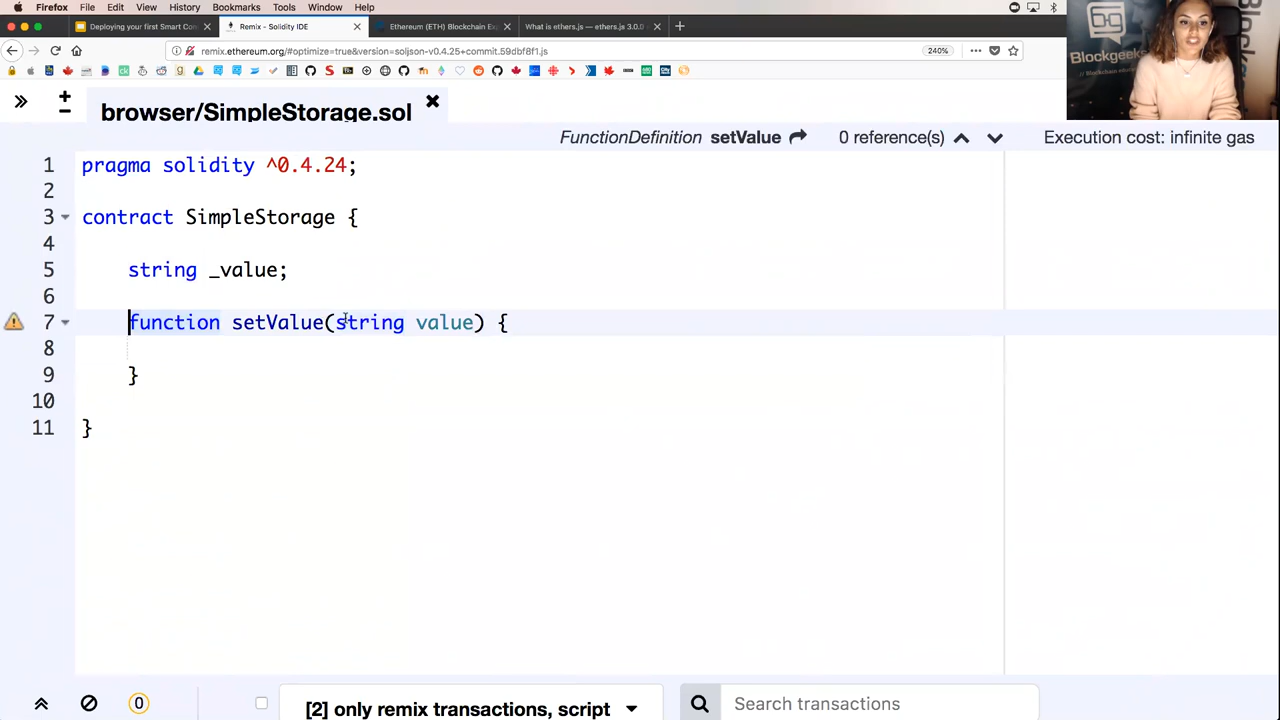 Firefox File Edit View History Bookmarks Tools Window Help
Deploying your first Smart Con
Remix - Solidity IDE
Ethereum (ETH) Blockchain Ex
What is ethers.js — ethers.js 3.0.0
remix.ethereum.org/#optimize=true&version=soljson-v0.4.25+commit.59dbf8f1.js
240%
Blockgeeks
browser/SimpleStorage.sol
FunctionDefinition setValue 0 reference(s) Execution cost: infinite gas
1 pragma solidity ^0.4.24;
2
3 contract SimpleStorage {
4
5 string _value;
6
7 function setValue(string value) {
8
9 }
10
11 }
0
[2] only remix transactions, script
Search transactions